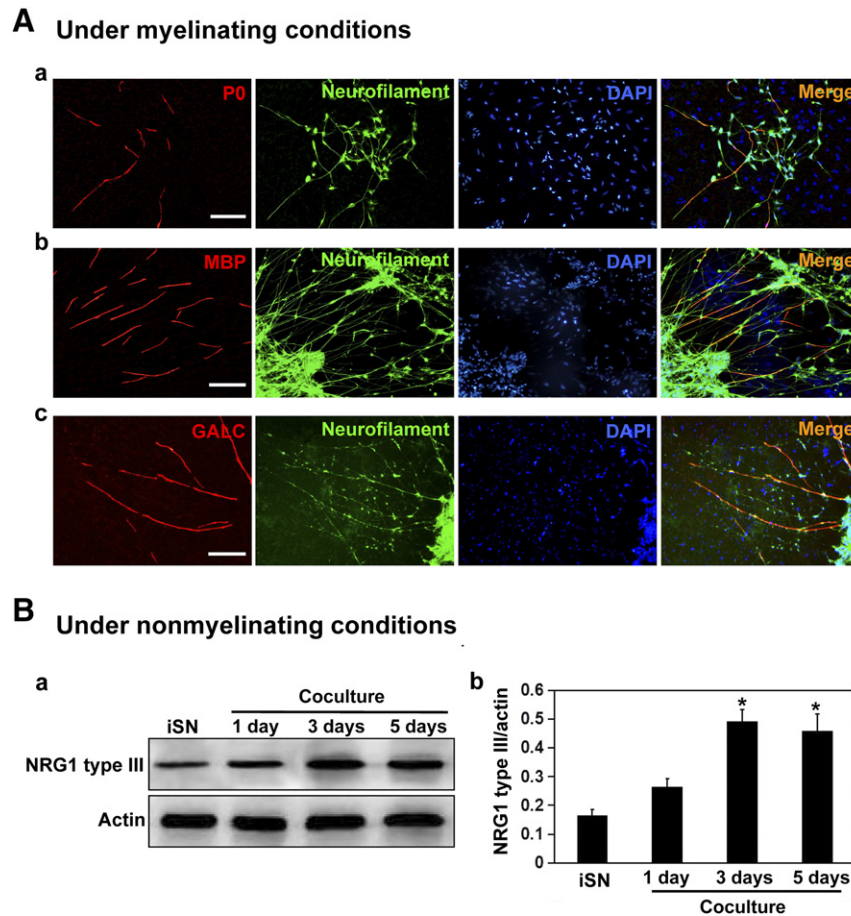 A Under myelinating conditions
a
P0 Neurofilament DAPI Merge
b
MBP Neurofilament DAPI Merge
c
GALC Neurofilament DAPI Merge
B Under nonmyelinating conditions
a
Coculture
iSN 1 day 3 days 5 days
NRG1 type III
Actin
b
NRG1 type III/actin
0.6
0.5
0.4
0.3
0.2
0.1
0
* *
iSN 1 day 3 days 5 days
Coculture